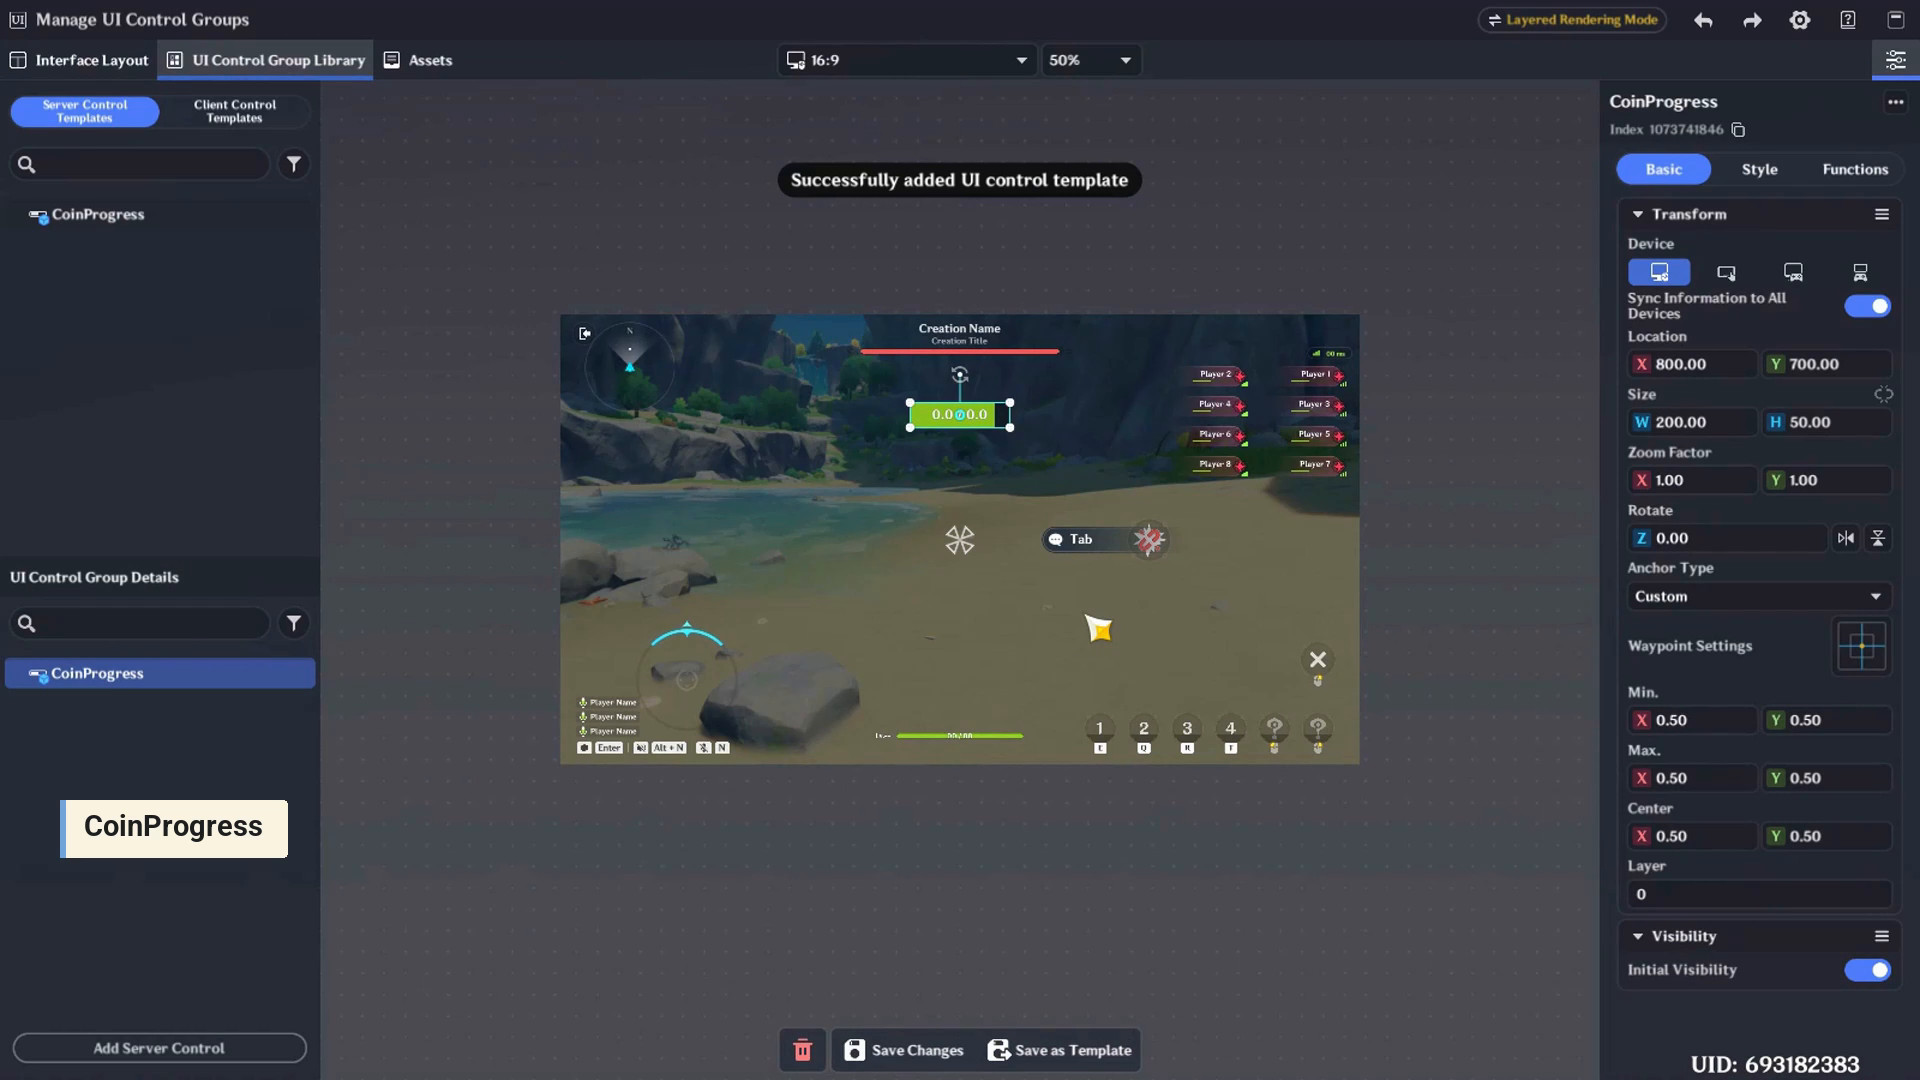 Manage UI Control Groups
Layered Rendering Mode
Interface Layout
UI Control Group Library
Assets
16:9
50%
Server Control
Templates
Client Control
Templates
CoinProgress
UI Control Group Details
CoinProgress
CoinProgress
Add Server Control
Successfully added UI control template
Creation Name
Creation Title
N
00 ms
Player 2
Player 1
Player 4
Player 3
Player 6
Player 5
Player 8
Player 7
Tab
Player Name
Player Name
Player Name
Enter
Alt + N
N
1
2
3
4
E
Q
R
T
Save Changes
Save as Template
CoinProgress
Index 1073741846
Basic
Style
Functions
Transform
Device
Sync Information to All
Devices
Location
X 800.00
Y 700.00
Size
W 200.00
H 50.00
Zoom Factor
X 1.00
Y 1.00
Rotate
Z 0.00
Anchor Type
Custom
Waypoint Settings
Min.
X 0.50
Y 0.50
Max.
X 0.50
Y 0.50
Center
X 0.50
Y 0.50
Layer
0
Visibility
Initial Visibility
UID: 693182383